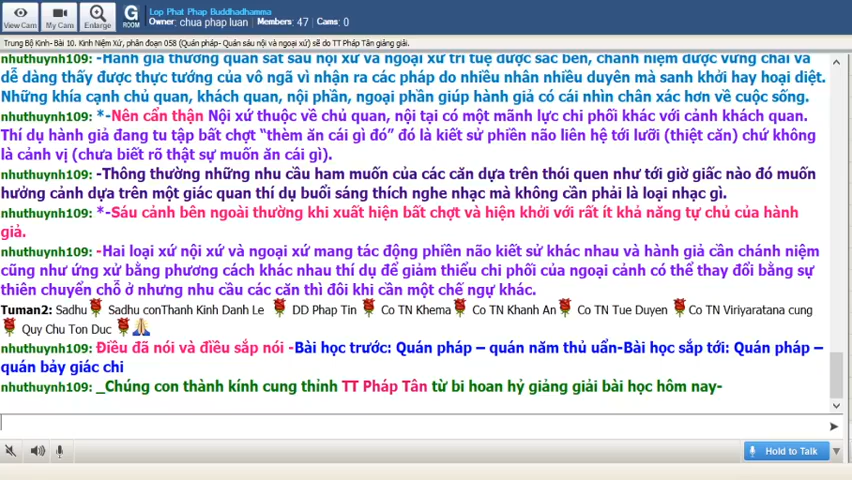 Lop Phat Phap Buddhadhamma
Owner: chua phap luan Members: 47 Cams: 0
View Cam
My Cam
Enlarge
G
ROOM
Trung Bộ Kinh- Bài 10. Kinh Niệm Xứ, phân đoạn 058 (Quán pháp- Quán sáu nội và ngoại xứ) sẽ do TT Pháp Tân giảng giải.
nhuthuynh109: -Hành giả thường quan sát sáu nội xứ và ngoại xứ trí tuệ được sắc bén, chánh niệm được vững chãi và
dễ dàng thấy được thực tướng của vô ngã vì nhận ra các pháp do nhiều nhân nhiều duyên mà sanh khởi hay hoại diệt.
Những khía cạnh chủ quan, khách quan, nội phần, ngoại phần giúp hành giả có cái nhìn chân xác hơn về cuộc sống.
nhuthuynh109: *-Nên cẩn thận Nội xứ thuộc về chủ quan, nội tại có một mãnh lực chi phối khác với cảnh khách quan.
Thí dụ hành giả đang tu tập bất chợt “thèm ăn cái gì đó” đó là kiết sử phiền não liên hệ tới lưỡi (thiệt căn) chứ không
là cảnh vị (chưa biết rõ thật sự muốn ăn cái gì).
nhuthuynh109: -Thông thường những nhu cầu ham muốn của các căn dựa trên thói quen như tới giờ giấc nào đó muốn
hưởng cảnh dựa trên một giác quan thí dụ buổi sáng thích nghe nhạc mà không cần phải là loại nhạc gì.
nhuthuynh109: *-Sáu cảnh bên ngoài thường khi xuất hiện bất chợt và hiện khởi với rất ít khả năng tự chủ của hành
giả.
nhuthuynh109: -Hai loại xứ nội xứ và ngoại xứ mang tác động phiền não kiết sử khác nhau và hành giả cần chánh niệm
cũng như ứng xử bằng phương cách khác nhau thí dụ để giảm thiểu chi phối của ngoại cảnh có thể thay đổi bằng sự
thiên chuyển chỗ ở nhưng nhu cầu các căn thì đôi khi cần một chế ngự khác.
Tuman2: Sadhu Sadhu conThanh Kinh Danh Le DD Phap Tin Co TN Khema Co TN Khanh An Co TN Tue Duyen Co TN Viriyaratana cung
Quy Chu Ton Duc
nhuthuynh109: Điều đã nói và điều sắp nói -Bài học trước: Quán pháp – quán năm thủ uẩn-Bài học sắp tới: Quán pháp –
quán bảy giác chi
nhuthuynh109: _Chúng con thành kính cung thỉnh TT Pháp Tân từ bi hoan hỷ giảng giải bài học hôm nay-
Hold to Talk